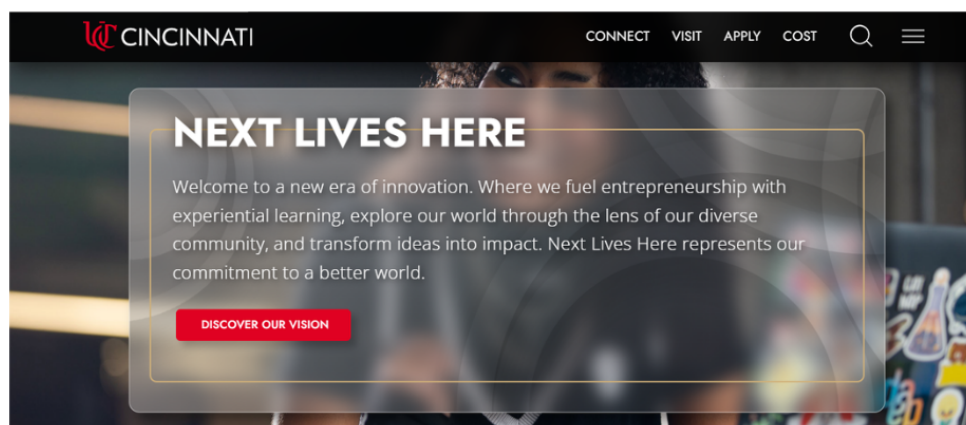 UC CINCINNATI
CONNECT VISIT APPLY COST
NEXT LIVES HERE
Welcome to a new era of innovation. Where we fuel entrepreneurship with
experiential learning, explore our world through the lens of our diverse
community, and transform ideas into impact. Next Lives Here represents our
commitment to a better world.
DISCOVER OUR VISION